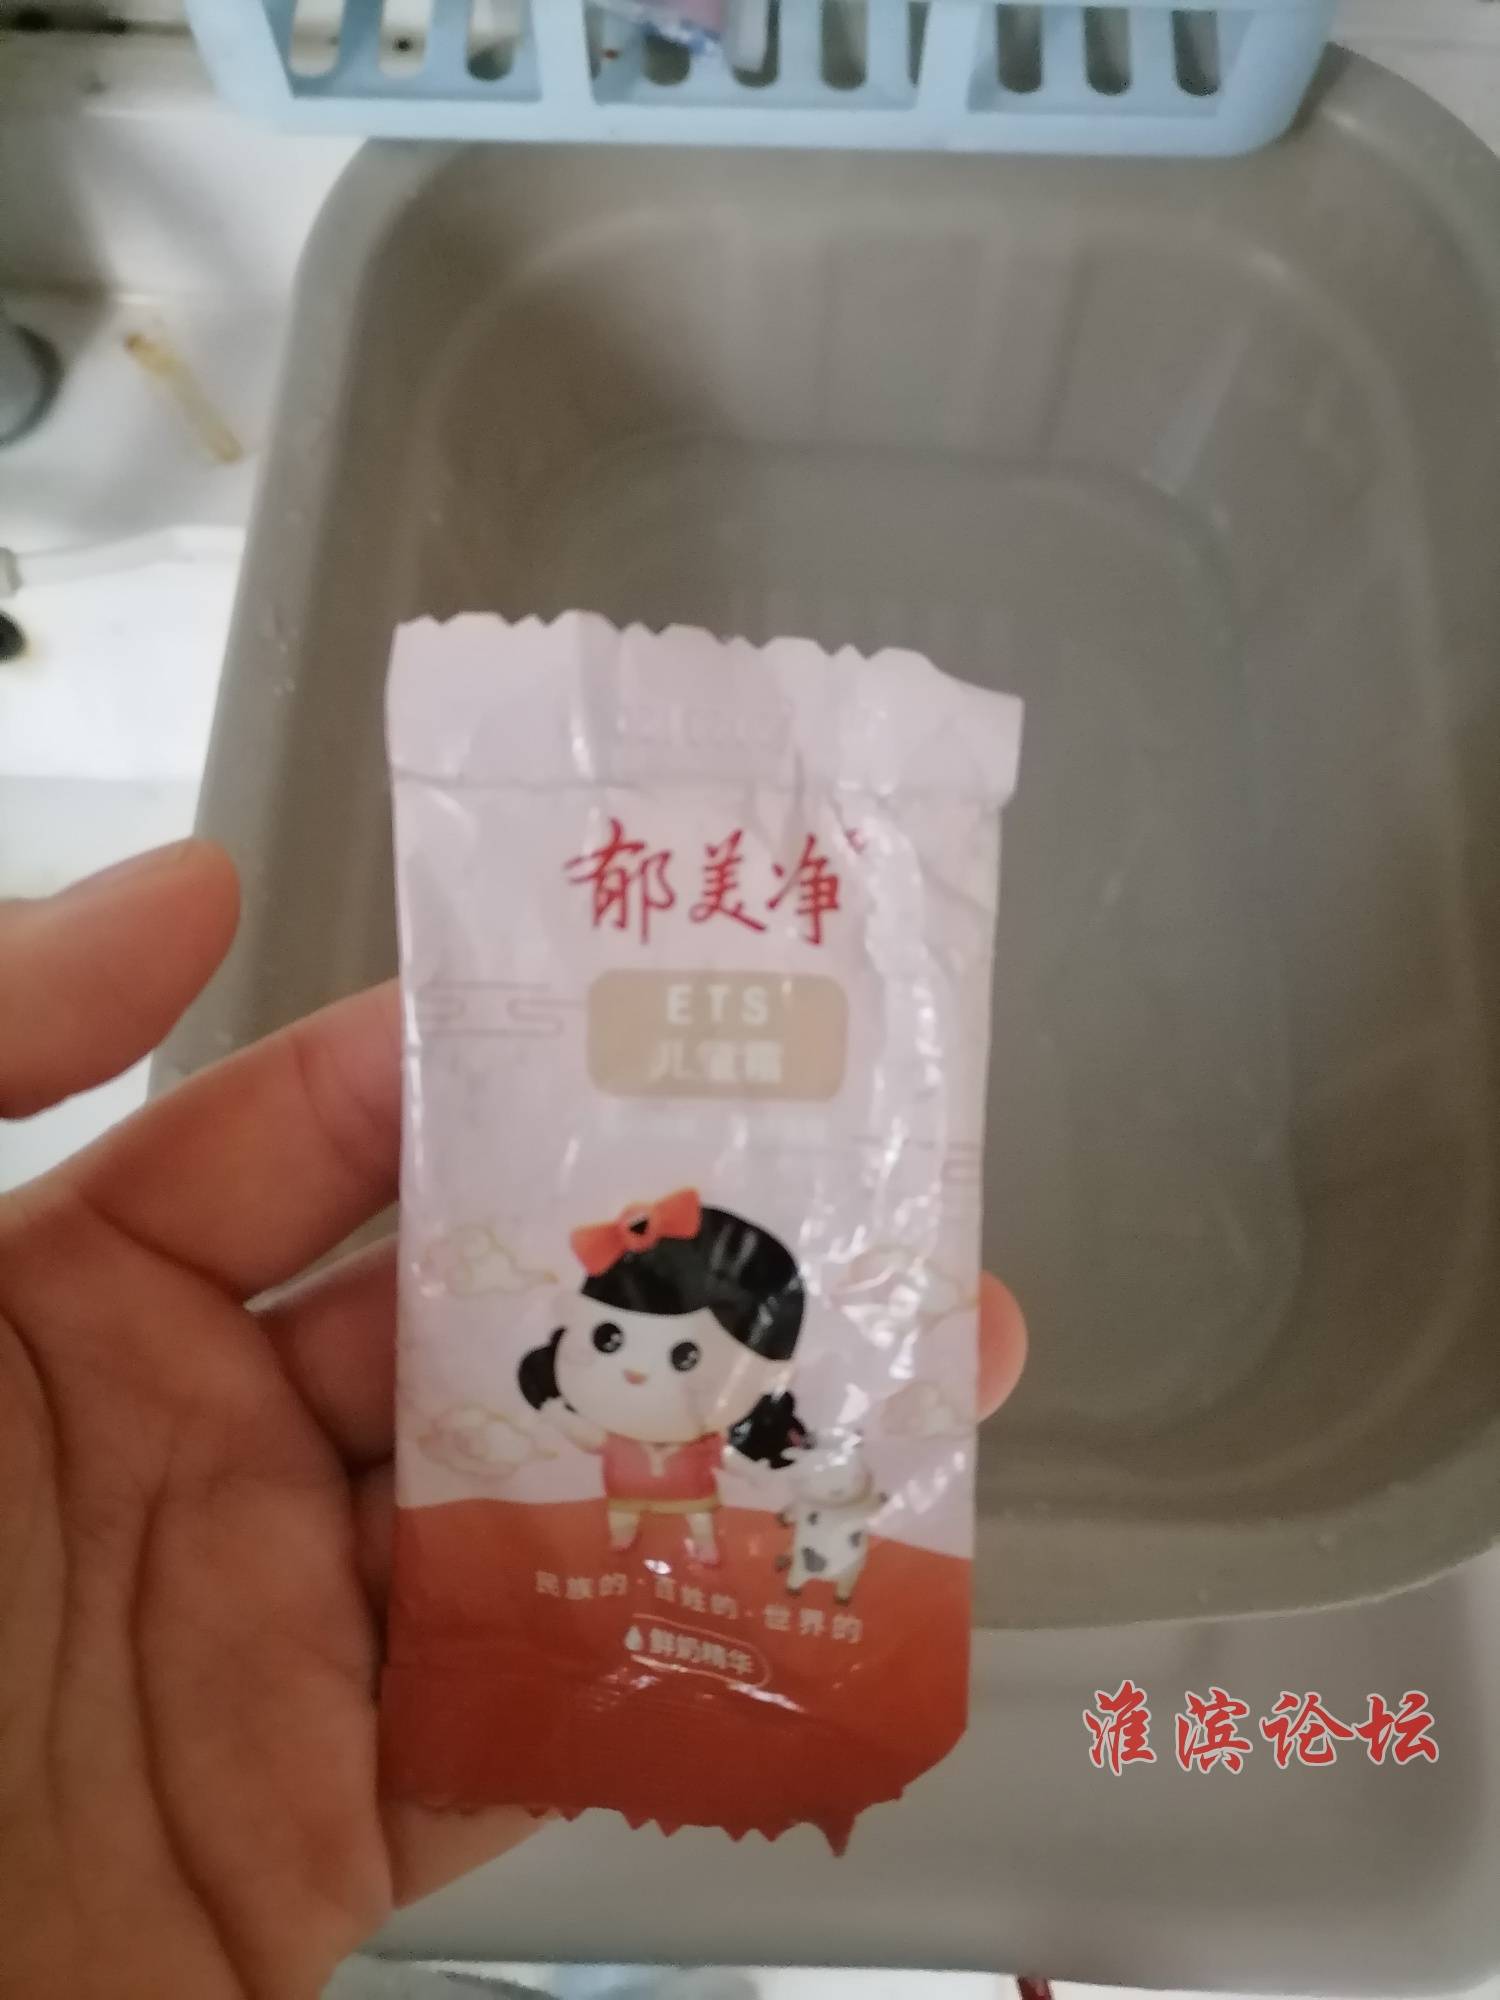 郁美净
ETS
儿童霜
民族的·百姓的·世界的
鲜奶精华
淮滨论坛